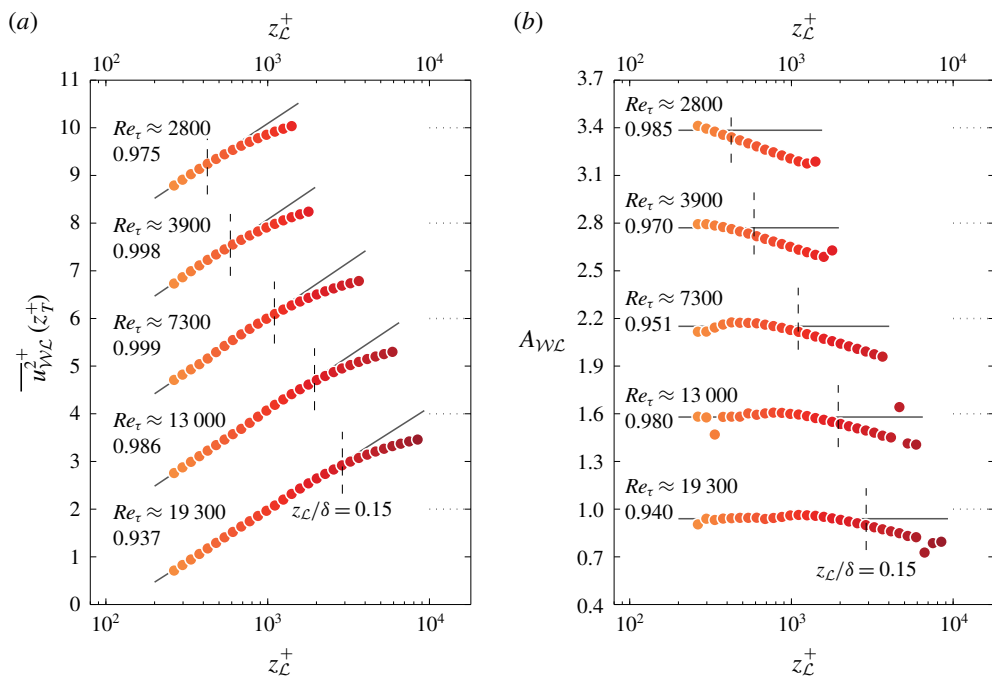 (a)
z_L^+
10^2
10^3
10^4
11
10
9
8
7
6
5
4
3
2
1
0
Re_τ ≈ 2800
0.975
Re_τ ≈ 3900
0.998
Re_τ ≈ 7300
0.999
Re_τ ≈ 13 000
0.986
Re_τ ≈ 19 300
0.937
z_L/δ = 0.15
\overline{u^2_{WL}}^+ (z_T^+)
10^2
10^3
10^4
z_L^+
(b)
z_L^+
10^2
10^3
10^4
3.7
3.4
3.1
2.8
2.5
2.2
1.9
1.6
1.3
1.0
0.7
0.4
Re_τ ≈ 2800
0.985
Re_τ ≈ 3900
0.970
Re_τ ≈ 7300
0.951
Re_τ ≈ 13 000
0.980
Re_τ ≈ 19 300
0.940
z_L/δ = 0.15
A_{WL}
10^2
10^3
10^4
z_L^+